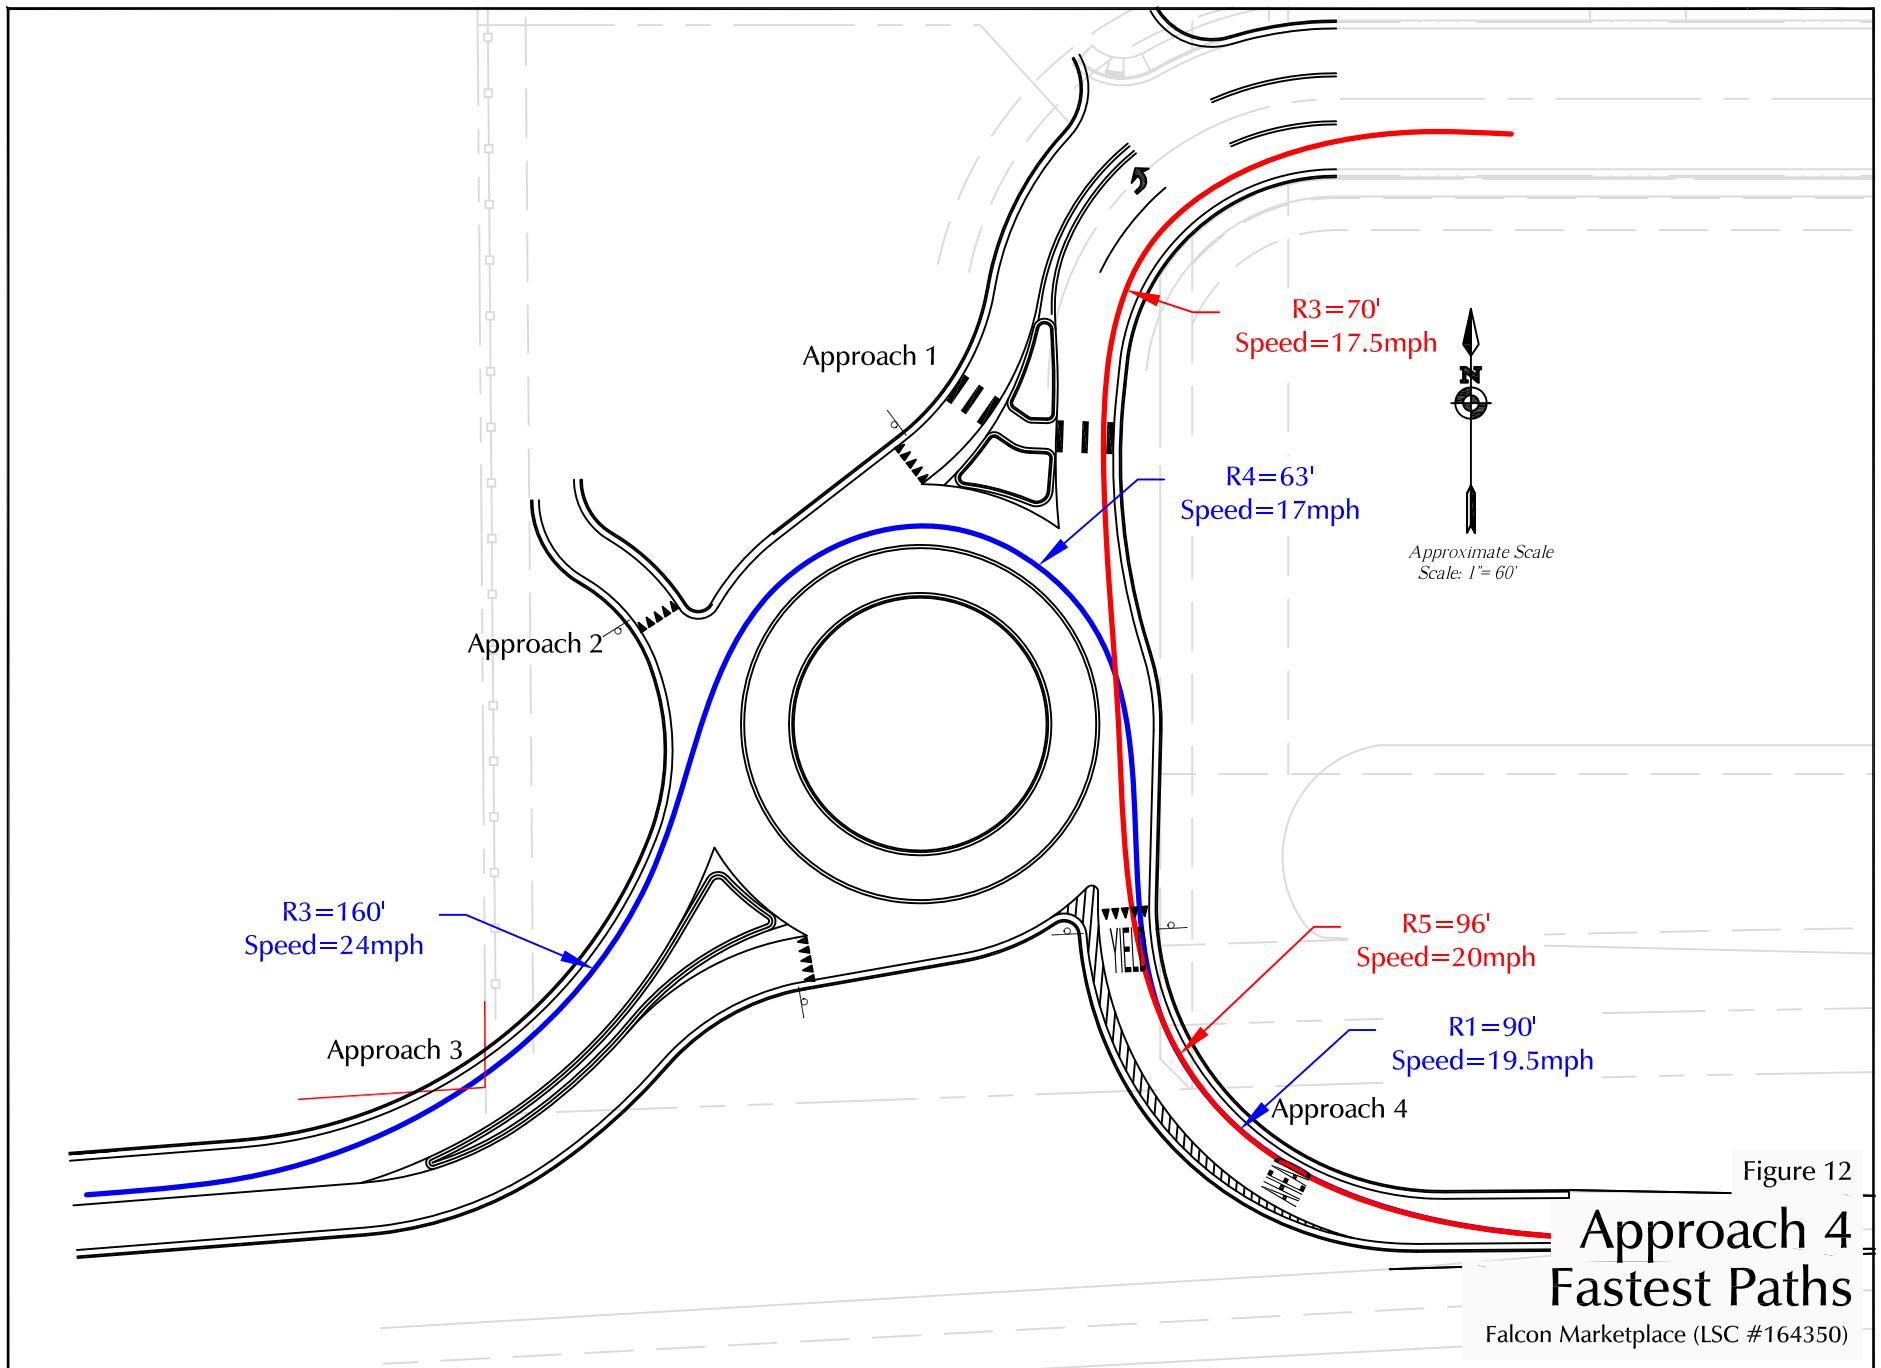 R3=70'
Speed=17.5mph
Approach 1
N
R4=63'
Speed=17mph
Approximate Scale
Scale: 1"= 60'
Approach 2
R3=160'
Speed=24mph
R5=96'
Speed=20mph
Approach 3
R1=90'
Speed=19.5mph
Approach 4
Figure 12
Approach 4
Fastest Paths
Falcon Marketplace (LSC #164350)